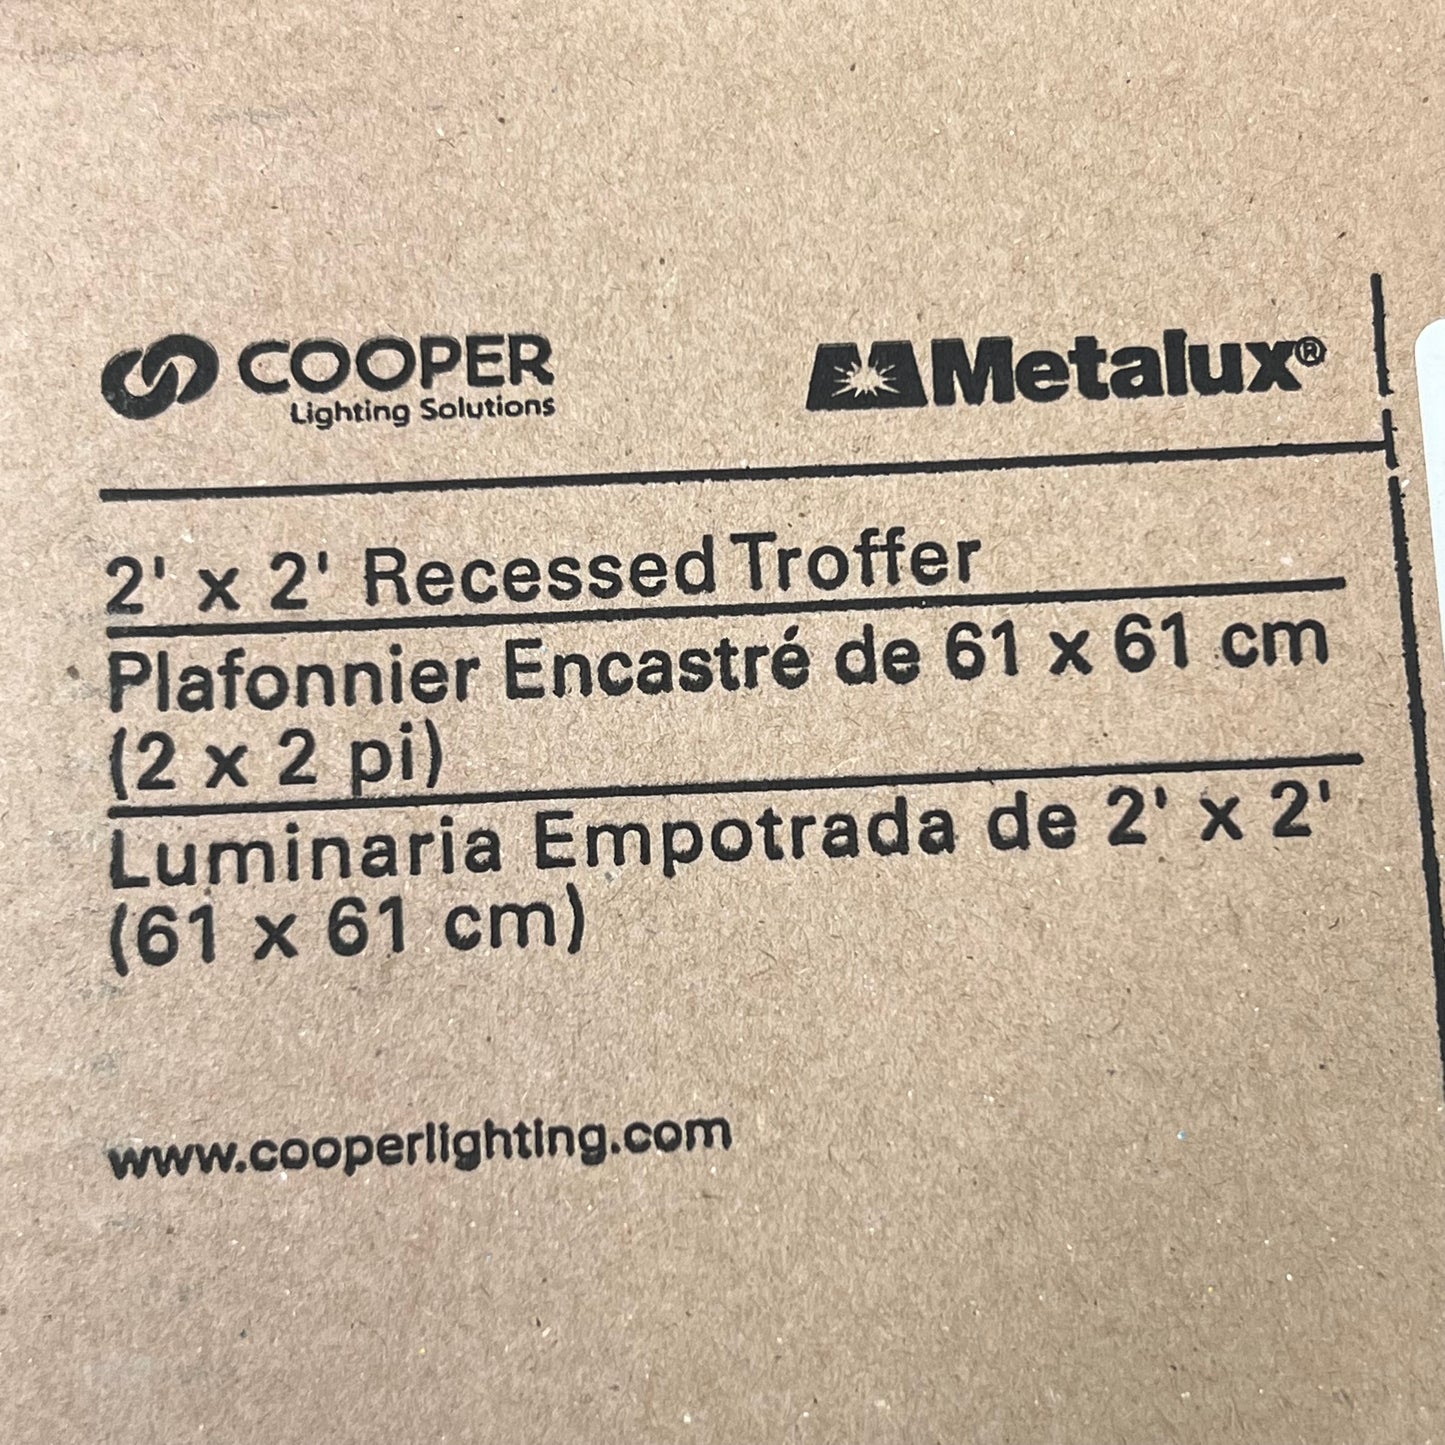 COOPER
Lighting Solutions
Metalux®
2' x 2' Recessed Troffer
Plafonnier Encastré de 61 x 61 cm
(2 x 2 pi)
Luminaria Empotrada de 2' x 2'
(61 x 61 cm)
www.cooperlighting.com